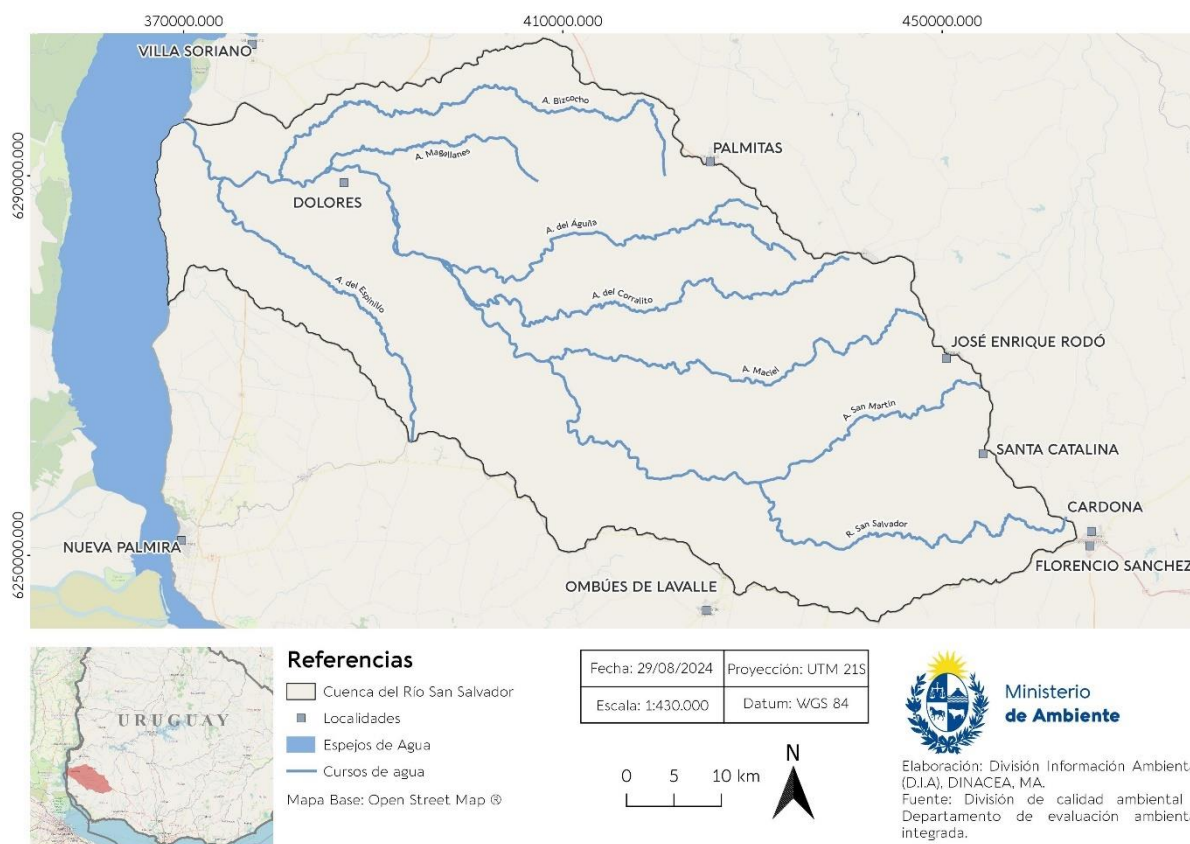 370000.000
410000.000
450000.000
6290000.000
6250000.000
VILLA SORIANO
A. Bizcocho
PALMITAS
A. Magellanes
DOLORES
A. del Águila
A. del Espinillo
A. del Corralito
JOSÉ ENRIQUE RODÓ
A. Maciel
A. San Martín
SANTA CATALINA
CARDONA
R. San Salvador
NUEVA PALMIRA
FLORENCIO SANCHEZ
OMBÚES DE LAVALLE
URUGUAY
Referencias
Cuenca del Río San Salvador
Localidades
Espejos de Agua
Cursos de agua
Mapa Base: Open Street Map ®
Fecha: 29/08/2024
Proyección: UTM 21S
Escala: 1:430.000
Datum: WGS 84
N
0 5 10 km
Ministerio
de Ambiente
Elaboración: División Información Ambienta
(D.I.A), DINACEA, MA.
Fuente: División de calidad ambiental
Departamento de evaluación ambienta
integrada.